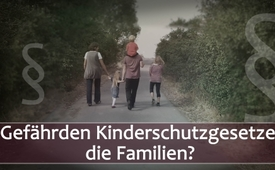 §
§
Gefährden Kinderschutzgesetze
die Familien?